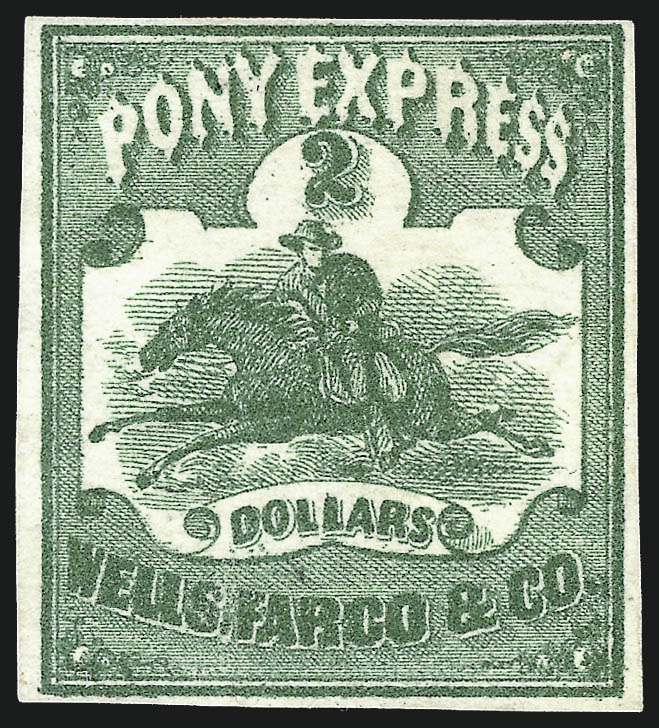 PONY EXPRESS
2
DOLLARS
WELLS, FARGO & CO.